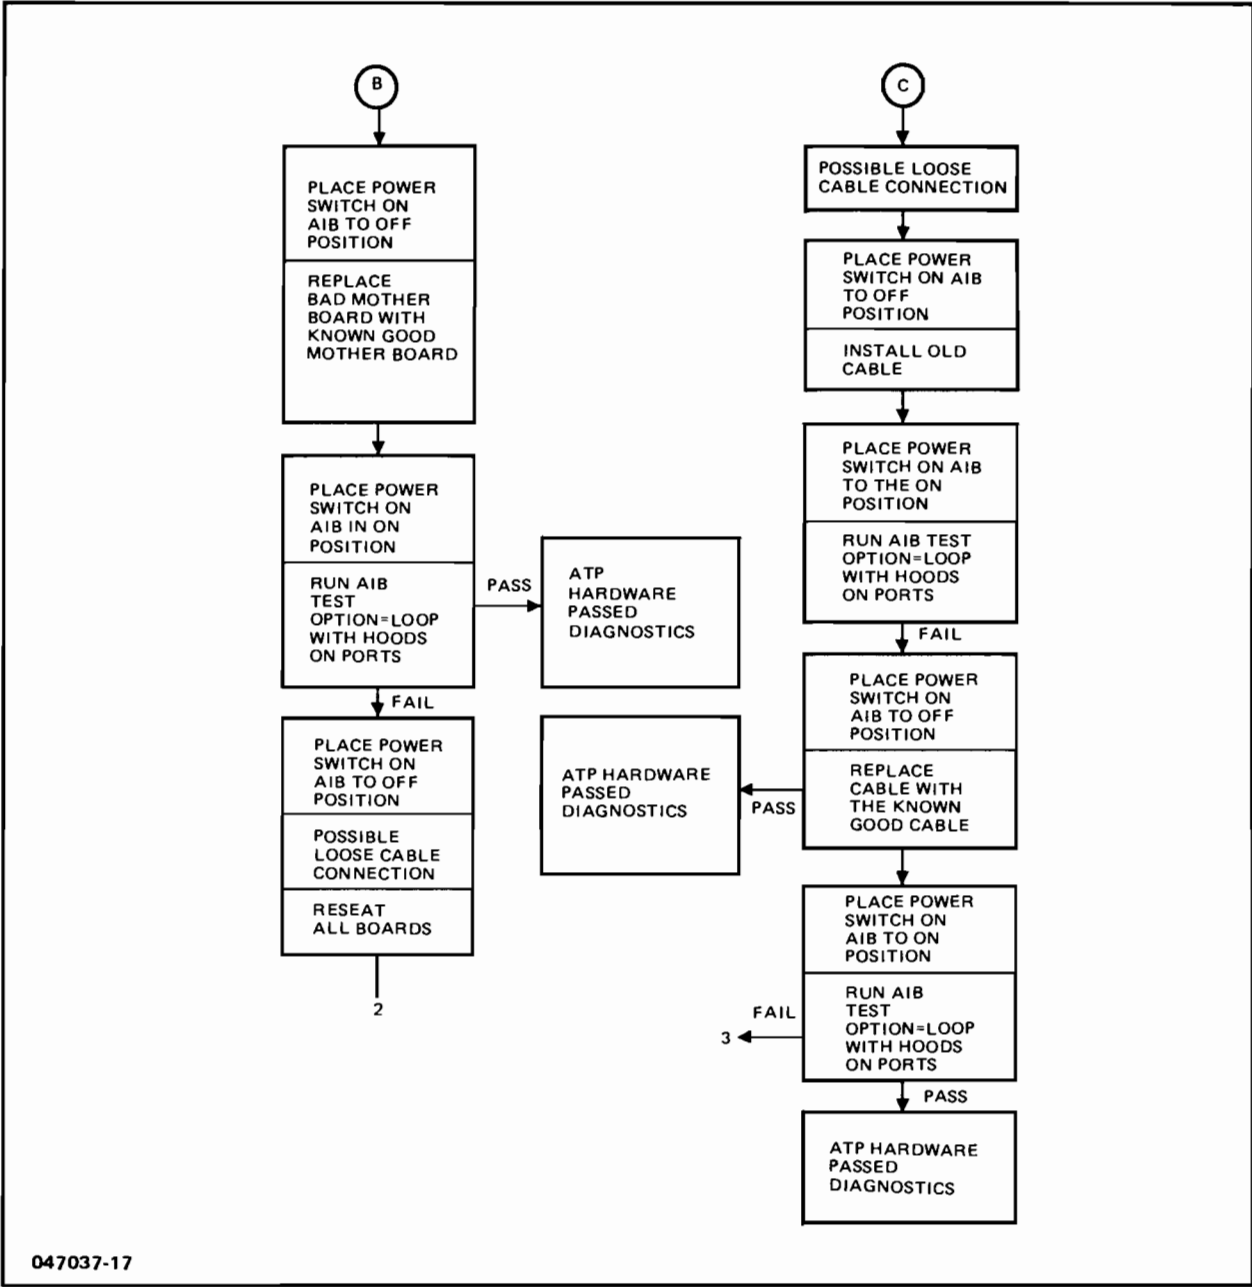 B
PLACE POWER
SWITCH ON
AIB TO OFF
POSITION
REPLACE
BAD MOTHER
BOARD WITH
KNOWN GOOD
MOTHER BOARD
PLACE POWER
SWITCH ON
AIB IN ON
POSITION
RUN AIB
TEST
OPTION=LOOP
WITH HOODS
ON PORTS
PASS
ATP
HARDWARE
PASSED
DIAGNOSTICS
FAIL
PLACE POWER
SWITCH ON
AIB TO OFF
POSITION
POSSIBLE
LOOSE CABLE
CONNECTION
RESEAT
ALL BOARDS
2
C
POSSIBLE LOOSE
CABLE CONNECTION
PLACE POWER
SWITCH ON AIB
TO OFF
POSITION
INSTALL OLD
CABLE
PLACE POWER
SWITCH ON AIB
TO THE ON
POSITION
RUN AIB TEST
OPTION=LOOP
WITH HOODS
ON PORTS
FAIL
PLACE POWER
SWITCH ON
AIB TO OFF
POSITION
REPLACE
CABLE WITH
THE KNOWN
GOOD CABLE
PASS
ATP HARDWARE
PASSED
DIAGNOSTICS
PLACE POWER
SWITCH ON
AIB TO ON
POSITION
RUN AIB
TEST
OPTION=LOOP
WITH HOODS
ON PORTS
FAIL
3
PASS
ATP HARDWARE
PASSED
DIAGNOSTICS
047037-17